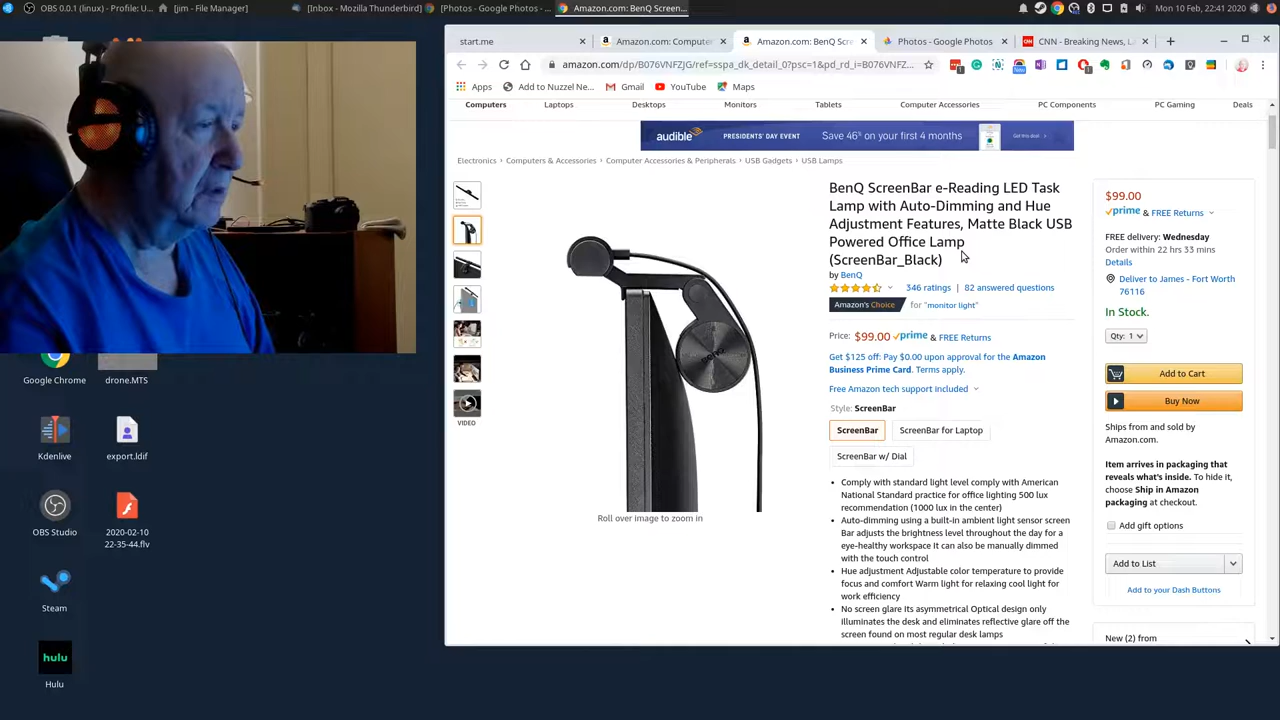 OBS 0.0.1 (linux) - Profile: U...
[jim - File Manager]
[Inbox - Mozilla Thunderbird]
[Photos - Google Photos - ...
Amazon.com: BenQ Screen...
Mon 10 Feb, 22:41 2020
start.me
Amazon.com: Computer
Amazon.com: BenQ Scre
Photos - Google Photos
CNN - Breaking News, L
amazon.com/dp/B076VNFZJG/ref=sspa_dk_detail_0?psc=1&pd_rd_i=B076VNFZ...
Apps
Add to Nuzzel Ne...
Gmail
YouTube
Money
Computers
Laptops
Desktops
Monitors
Tablets
Computer Accessories
PC Components
PC Gaming
Deals
audible
PRESIDENTS' DAY EVENT
Save 46% on your first 4 months
Get this deal
Electronics › Computers & Accessories › Computer Accessories & Peripherals › USB Gadgets › USB Lamps
BenQ ScreenBar e-Reading LED Task
Lamp with Auto-Dimming and Hue
Adjustment Features, Matte Black USB
Powered Office Lamp
(ScreenBar_Black)
by BenQ
346 ratings | 82 answered questions
Amazon's Choice for "monitor light"
Price: $99.00 prime & FREE Returns
Get $125 off: Pay $0.00 upon approval for the Amazon
Business Prime Card. Terms apply.
Free Amazon tech support included
Style: ScreenBar
ScreenBar
ScreenBar for Laptop
ScreenBar w/ Dial
• Comply with standard light level comply with American
National Standard practice for office lighting 500 lux
recommendation (1000 lux in the center)
• Auto-dimming using a built-in ambient light sensor screen
Bar adjusts the brightness level throughout the day for a
eye-healthy workspace It can also be manually dimmed
with the touch control
• Hue adjustment Adjustable color temperature to provide
focus and comfort Warm light for relaxing cool light for
work efficiency
• No screen glare its asymmetrical Optical design only
illuminates the desk and eliminates reflective glare off the
screen found on most regular desk lamps
BenQ
VIDEO
Roll over image to zoom in
$99.00
prime & FREE Returns
FREE delivery: Wednesday
Order within 22 hrs 33 mins
Details
Deliver to James - Fort Worth
76116
In Stock.
Qty: 1
Add to Cart
Buy Now
Ships from and sold by
Amazon.com.
Item arrives in packaging that
reveals what's inside. To hide it,
choose Ship in Amazon
packaging at checkout.
Add gift options
Add to List
Add to your Dash Buttons
New (2) from
Google Chrome
drone.MTS
Kdenlive
export.ldif
OBS Studio
2020-02-10
22-35-44.flv
Steam
hulu
Hulu